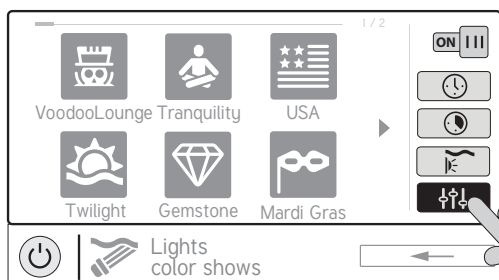 1 / 2
ON
VoodooLounge Tranquility USA
Twilight Gemstone Mardi Gras
Lights
color shows